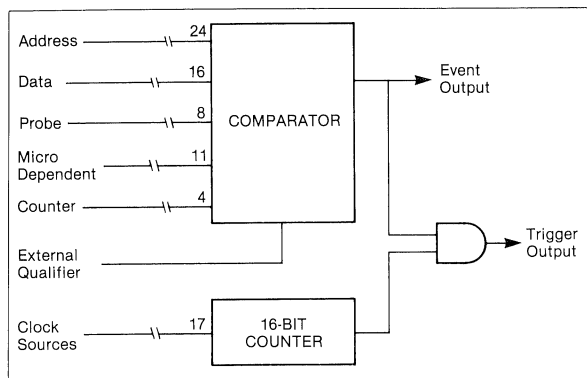 Address
24
Data
16
Probe
8
Micro
Dependent
11
Counter
4
External
Qualifier
COMPARATOR
Event
Output
Trigger
Output
Clock
Sources
17
16-BIT
COUNTER